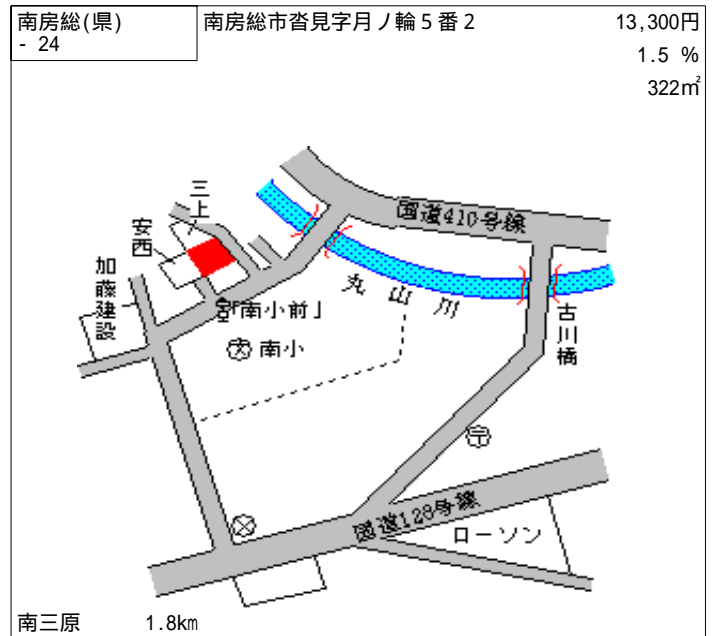 南房総(県)
- 24
南房総市沓見字月ノ輪５番２
13,300円
1.5 %
322㎡
国道410号線
三上
安西
加藤建設
丸山川
古川橋
「南小前」
文 南小
〒
国道128号線
ローソン
南三原 1.8km